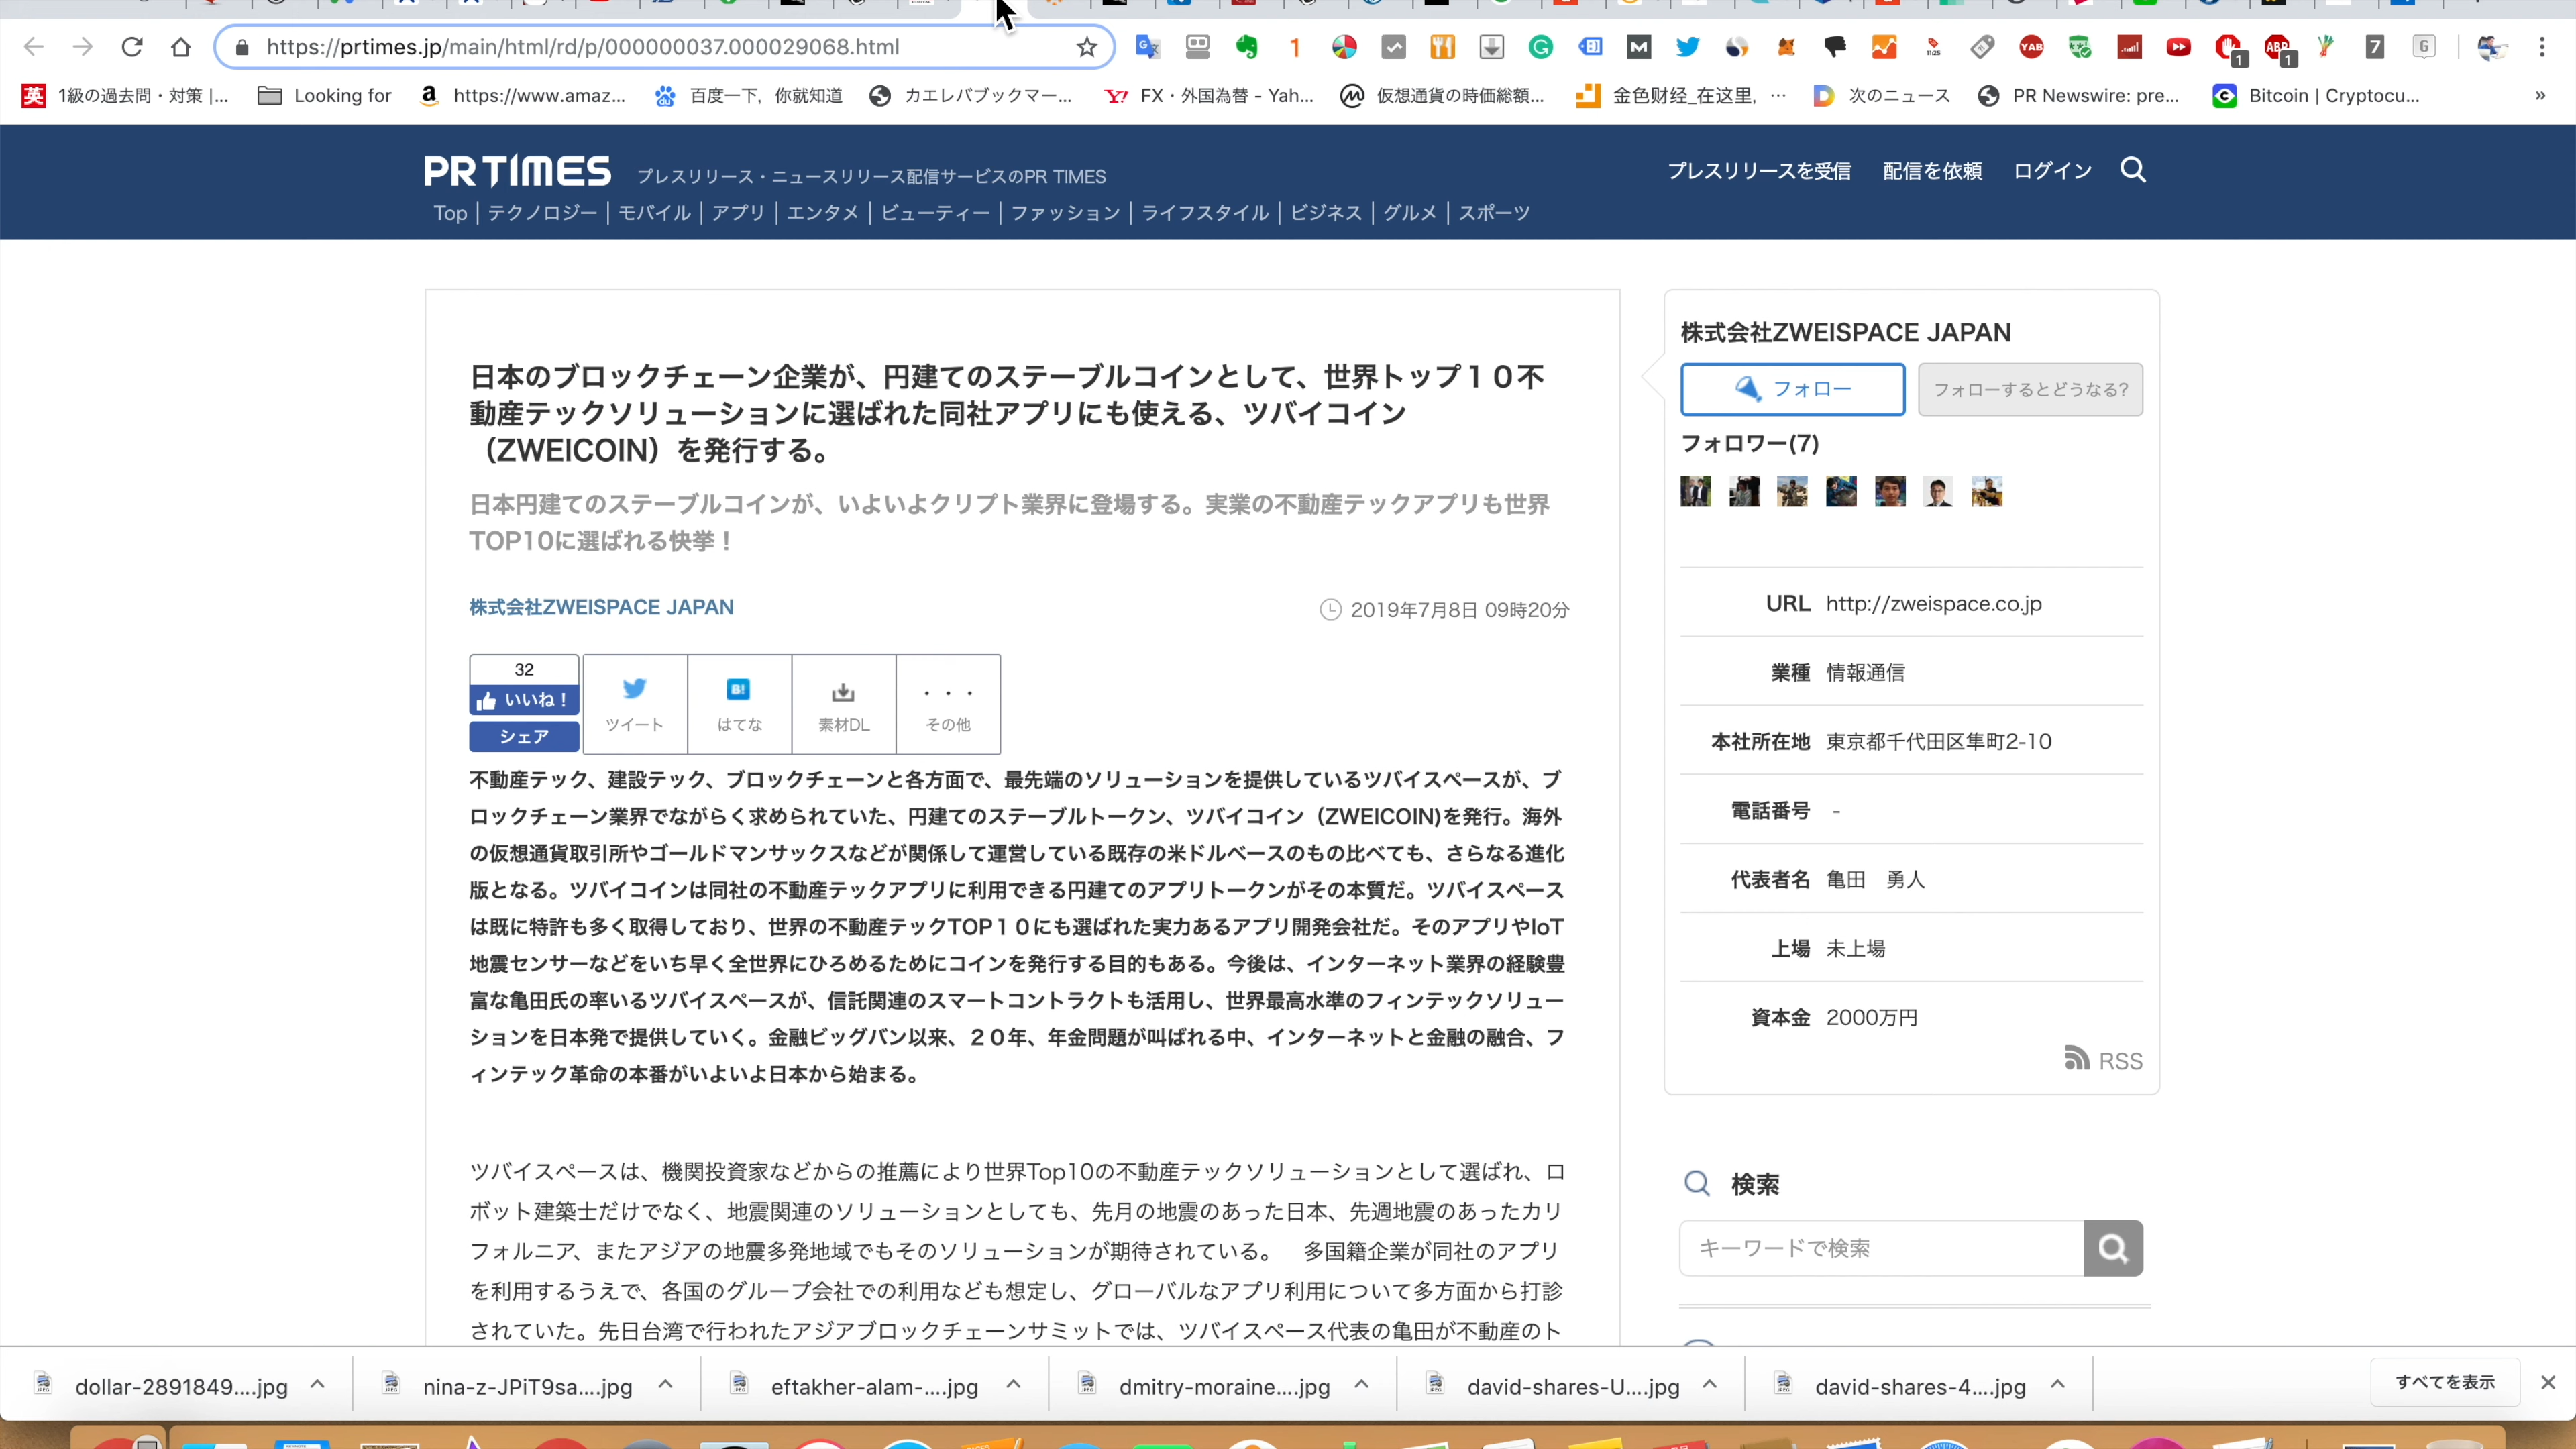 https://prtimes.jp/main/html/rd/p/000000037.000029068.html
1級の過去問・対策 |...
Looking for
https://www.amaz...
百度一下，你就知道
カエレバブックマー...
FX・外国為替 - Yah...
仮想通貨の時価総額...
金色财经_在这里，...
次のニュース
PR Newswire: pre...
Bitcoin | Cryptocu...
PR TIMES
プレスリリース・ニュースリリース配信サービスのPR TIMES
プレスリリースを受信 配信を依頼 ログイン
Top | テクノロジー | モバイル | アプリ | エンタメ | ビューティー | ファッション | ライフスタイル | ビジネス | グルメ | スポーツ
日本のブロックチェーン企業が、円建てのステーブルコインとして、世界トップ１０不
動産テックソリューションに選ばれた同社アプリにも使える、ツバイコイン
（ZWEICOIN）を発行する。
日本円建てのステーブルコインが、いよいよクリプト業界に登場する。実業の不動産テックアプリも世界
TOP10に選ばれる快挙！
株式会社ZWEISPACE JAPAN
2019年7月8日 09時20分
32
いいね！
シェア
ツイート
はてな
素材DL
その他
不動産テック、建設テック、ブロックチェーンと各方面で、最先端のソリューションを提供しているツバイスペースが、ブ
ロックチェーン業界でながらく求められていた、円建てのステーブルトークン、ツバイコイン（ZWEICOIN)を発行。海外
の仮想通貨取引所やゴールドマンサックスなどが関係して運営している既存の米ドルベースのもの比べても、さらなる進化
版となる。ツバイコインは同社の不動産テックアプリに利用できる円建てのアプリトークンがその本質だ。ツバイスペース
は既に特許も多く取得しており、世界の不動産テックTOP１０にも選ばれた実力あるアプリ開発会社だ。そのアプリやIoT
地震センサーなどをいち早く全世界にひろめるためにコインを発行する目的もある。今後は、インターネット業界の経験豊
富な亀田氏の率いるツバイスペースが、信託関連のスマートコントラクトも活用し、世界最高水準のフィンテックソリュー
ションを日本発で提供していく。金融ビッグバン以来、２０年、年金問題が叫ばれる中、インターネットと金融の融合、フ
ィンテック革命の本番がいよいよ日本から始まる。
ツバイスペースは、機関投資家などからの推薦により世界Top10の不動産テックソリューションとして選ばれ、ロ
ボット建築士だけでなく、地震関連のソリューションとしても、先月の地震のあった日本、先週地震のあったカリ
フォルニア、またアジアの地震多発地域でもそのソリューションが期待されている。　多国籍企業が同社のアプリ
を利用するうえで、各国のグループ会社での利用なども想定し、グローバルなアプリ利用について多方面から打診
されていた。先日台湾で行われたアジアブロックチェーンサミットでは、ツバイスペース代表の亀田が不動産のト
株式会社ZWEISPACE JAPAN
フォロー
フォローするとどうなる?
フォロワー(7)
URL http://zweispace.co.jp
業種 情報通信
本社所在地 東京都千代田区隼町2-10
電話番号 -
代表者名 亀田　勇人
上場 未上場
資本金 2000万円
RSS
検索
キーワードで検索
dollar-2891849....jpg
nina-z-JPiT9sa....jpg
eftakher-alam-....jpg
dmitry-moraine....jpg
david-shares-U....jpg
david-shares-4....jpg
すべてを表示